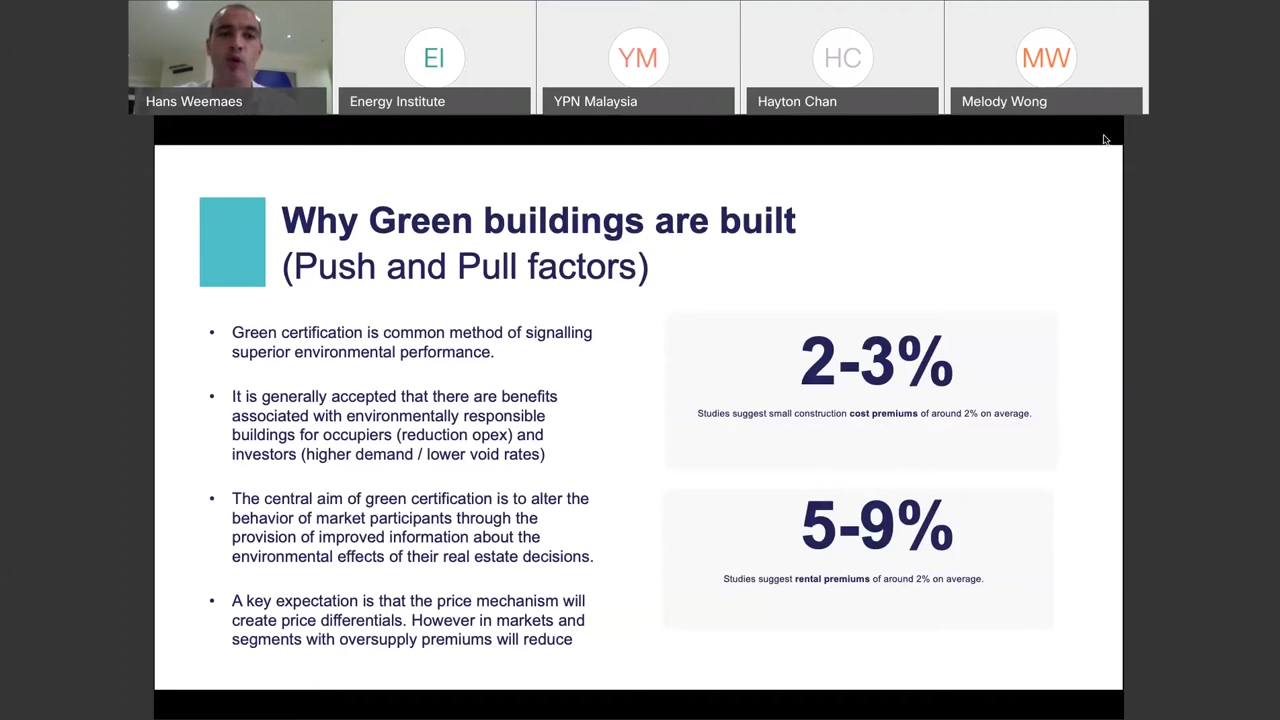 EI
YM
HC
MW
Hans Weemaes
Energy Institute
YPN Malaysia
Hayton Chan
Melody Wong
Why Green buildings are built
(Push and Pull factors)
• Green certification is common method of signalling
superior environmental performance.
• It is generally accepted that there are benefits
associated with environmentally responsible
buildings for occupiers (reduction opex) and
investors (higher demand / lower void rates)
• The central aim of green certification is to alter the
behavior of market participants through the
provision of improved information about the
environmental effects of their real estate decisions.
• A key expectation is that the price mechanism will
create price differentials. However in markets and
segments with oversupply premiums will reduce
2-3%
Studies suggest small construction cost premiums of around 2% on average.
5-9%
Studies suggest rental premiums of around 2% on average.